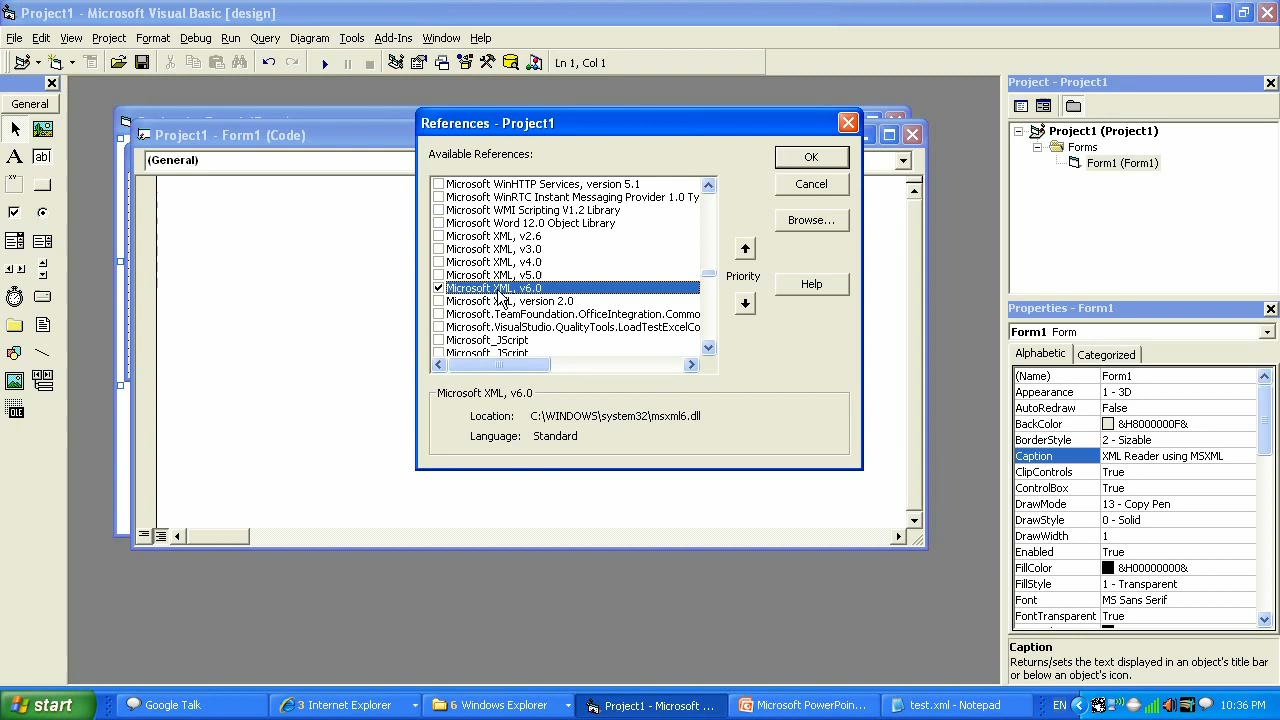 Project1 - Microsoft Visual Basic [design]
File Edit View Project Format Debug Run Query Diagram Tools Add-Ins Window Help
Ln 1, Col 1
General
Project1 - Form1 (Code)
(General)
References - Project1
Available References:
Microsoft WinHTTP Services, version 5.1
Microsoft WinRTC Instant Messaging Provider 1.0 Ty
Microsoft WMI Scripting V1.2 Library
Microsoft Word 12.0 Object Library
Microsoft XML, v2.6
Microsoft XML, v3.0
Microsoft XML, v4.0
Microsoft XML, v5.0
Microsoft XML, v6.0
Microsoft XML, version 2.0
Microsoft.TeamFoundation.OfficeIntegration.Commo
Microsoft.VisualStudio.QualityTools.LoadTestExcelCo
Microsoft_JScript
Microsoft_JScript
OK
Cancel
Browse...
Priority
Help
Microsoft XML, v6.0
Location: C:\WINDOWS\system32\msxml6.dll
Language: Standard
Project - Project1
Project1 (Project1)
Forms
Form1 (Form1)
Properties - Form1
Form1 Form
Alphabetic Categorized
(Name) Form1
Appearance 1 - 3D
AutoRedraw False
BackColor &H8000000F&
BorderStyle 2 - Sizable
Caption XML Reader using MSXML
ClipControls True
ControlBox True
DrawMode 13 - Copy Pen
DrawStyle 0 - Solid
DrawWidth 1
Enabled True
FillColor &H00000000&
FillStyle 1 - Transparent
Font MS Sans Serif
FontTransparent True
Caption
Returns/sets the text displayed in an object's title bar
or below an object's icon.
start
Google Talk
3 Internet Explorer
6 Windows Explorer
Project1 - Microsoft ...
Microsoft PowerPoin...
test.xml - Notepad
EN
10:36 PM